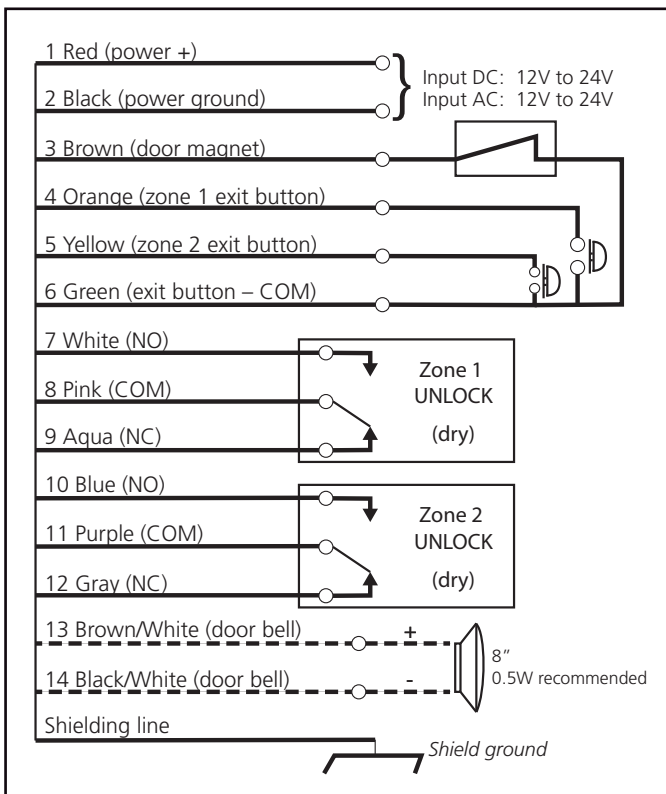 1 Red (power +)
2 Black (power ground)
Input DC:  12V to 24V
Input AC:  12V to 24V
3 Brown (door magnet)
4 Orange (zone 1 exit button)
5 Yellow (zone 2 exit button)
6 Green (exit button – COM)
7 White (NO)
8 Pink (COM)
9 Aqua (NC)
Zone 1
UNLOCK
(dry)
10 Blue (NO)
11 Purple (COM)
12 Gray (NC)
Zone 2
UNLOCK
(dry)
13 Brown/White (door bell)
+
14 Black/White (door bell)
-
8”
0.5W recommended
Shielding line
Shield ground